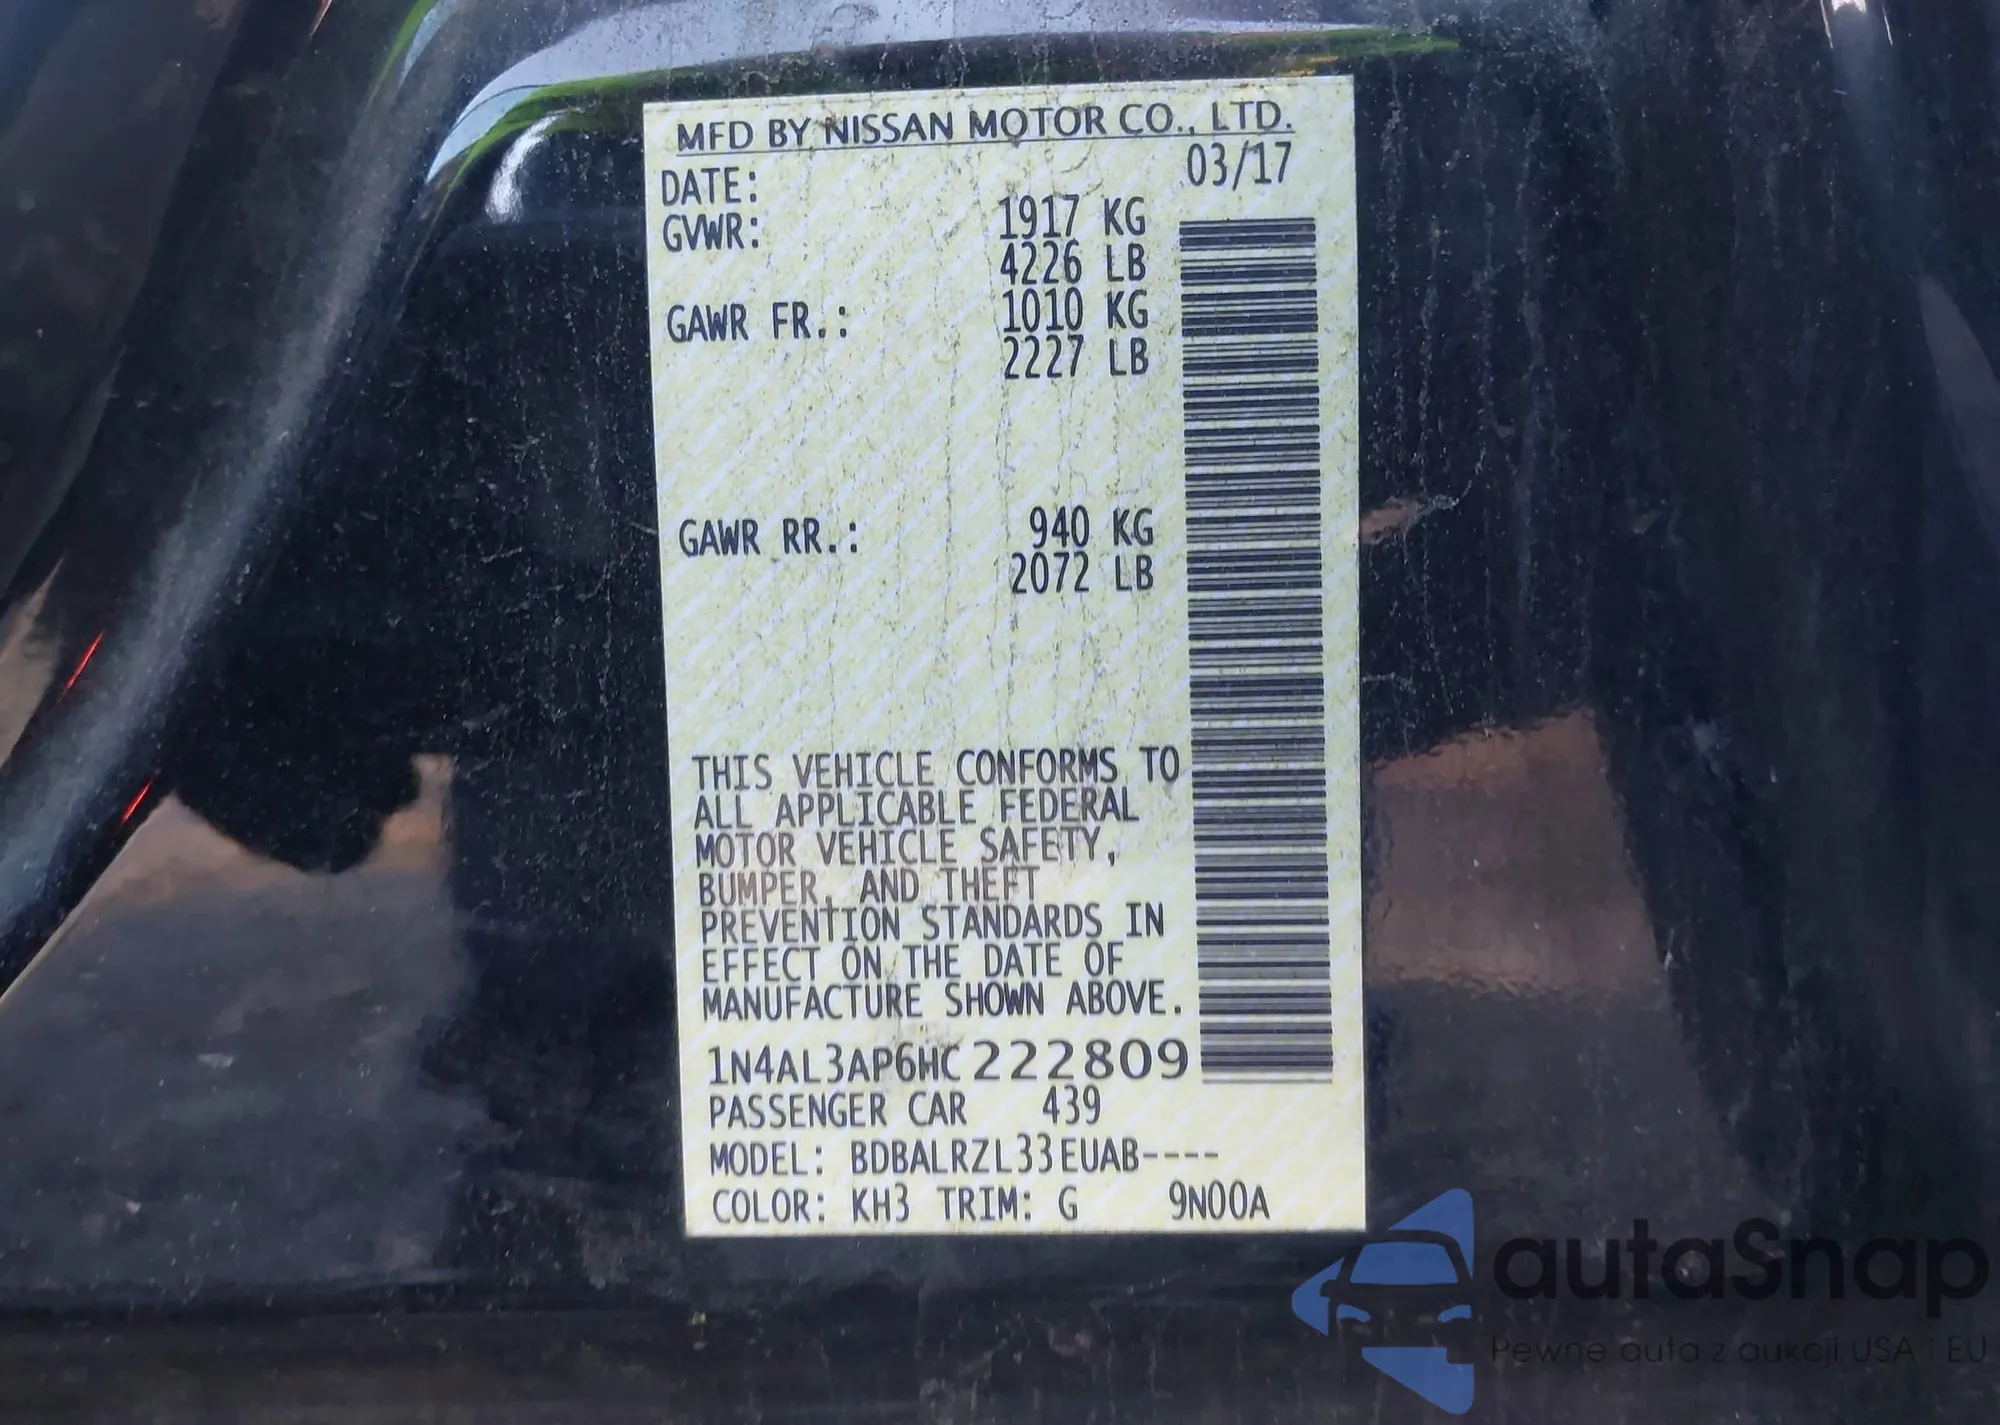 MFD BY NISSAN MOTOR CO., LTD.
DATE: 03/17
GVWR: 1917 KG
4226 LB
GAWR FR.: 1010 KG
2227 LB
GAWR RR.: 940 KG
2072 LB
THIS VEHICLE CONFORMS TO
ALL APPLICABLE FEDERAL
MOTOR VEHICLE SAFETY,
BUMPER, AND THEFT
PREVENTION STANDARDS IN
EFFECT ON THE DATE OF
MANUFACTURE SHOWN ABOVE.
1N4AL3AP6HC222809
PASSENGER CAR 439
MODEL: BDBALRZL33EUAB----
COLOR: KH3 TRIM: G 9N00A
autaSnap
Pewne auta z aukcji USA i EU